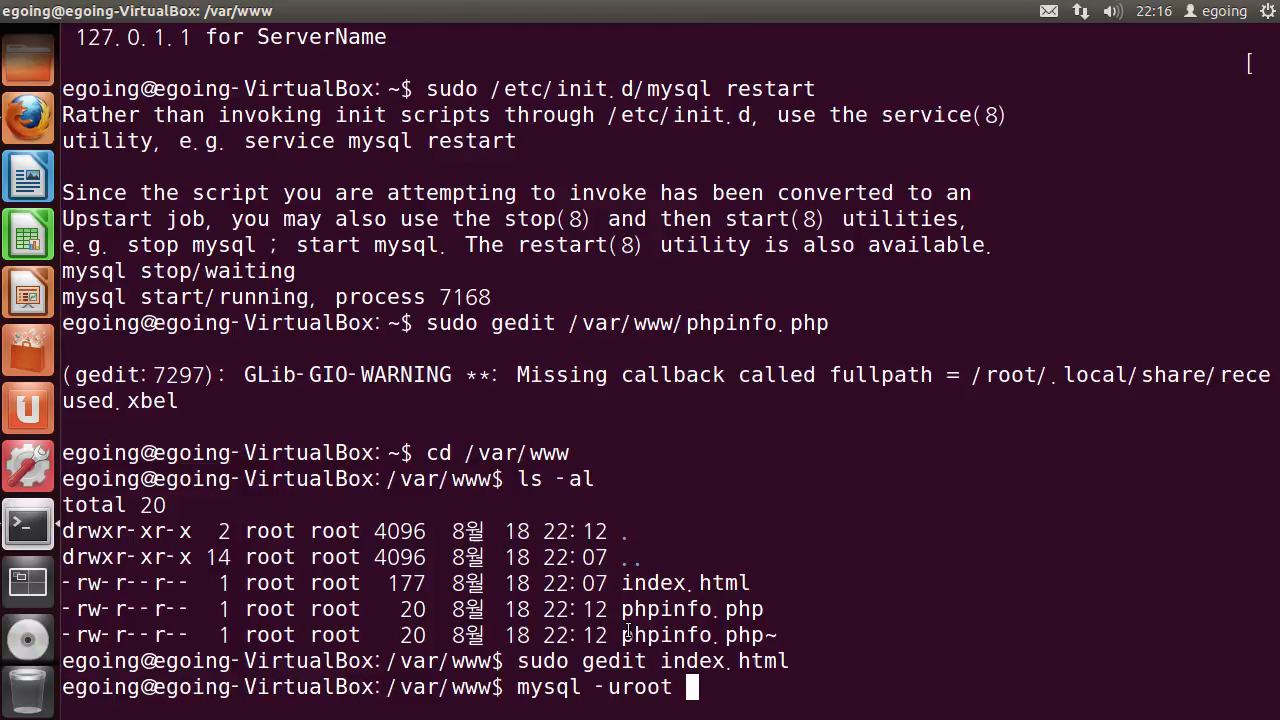 egoing@egoing-VirtualBox: /var/www
22:16
egoing
127.0.1.1 for ServerName
[
egoing@egoing-VirtualBox:~$ sudo /etc/init.d/mysql restart
Rather than invoking init scripts through /etc/init.d, use the service(8)
utility, e.g. service mysql restart
Since the script you are attempting to invoke has been converted to an
Upstart job, you may also use the stop(8) and then start(8) utilities,
e.g. stop mysql ; start mysql. The restart(8) utility is also available.
mysql stop/waiting
mysql start/running, process 7168
egoing@egoing-VirtualBox:~$ sudo gedit /var/www/phpinfo.php
(gedit:7297): GLib-GIO-WARNING **: Missing callback called fullpath = /root/.local/share/rece
used.xbel
egoing@egoing-VirtualBox:~$ cd /var/www
egoing@egoing-VirtualBox:/var/www$ ls -al
total 20
drwxr-xr-x  2 root root 4096  8월 18 22:12 .
drwxr-xr-x 14 root root 4096  8월 18 22:07 ..
-rw-r--r--  1 root root  177  8월 18 22:07 index.html
-rw-r--r--  1 root root   20  8월 18 22:12 phpinfo.php
-rw-r--r--  1 root root   20  8월 18 22:12 phpinfo.php~
egoing@egoing-VirtualBox:/var/www$ sudo gedit index.html
egoing@egoing-VirtualBox:/var/www$ mysql -uroot